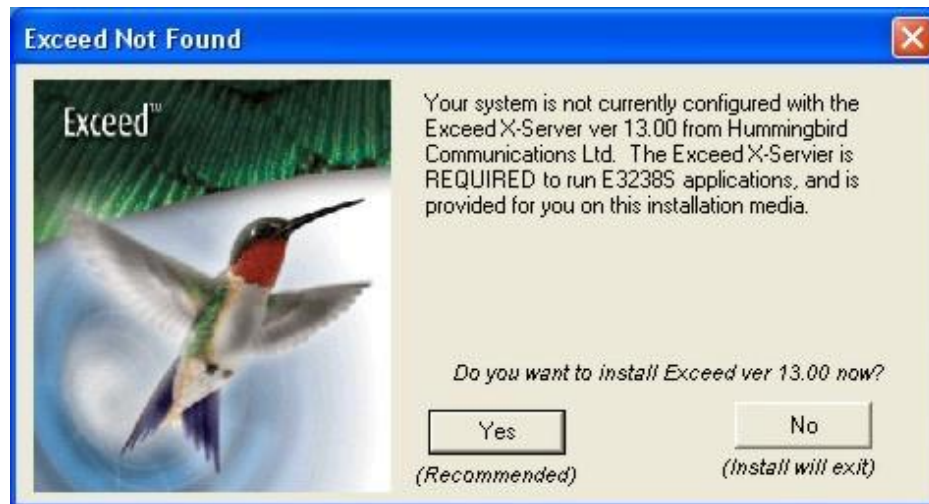 Exceed Not Found
Exceed™
Your system is not currently configured with the
Exceed X-Server ver 13.00 from Hummingbird
Communications Ltd. The Exceed X-Servier is
REQUIRED to run E3238S applications, and is
provided for you on this installation media.
Do you want to install Exceed ver 13.00 now?
Yes
No
(Recommended)
(Install will exit)